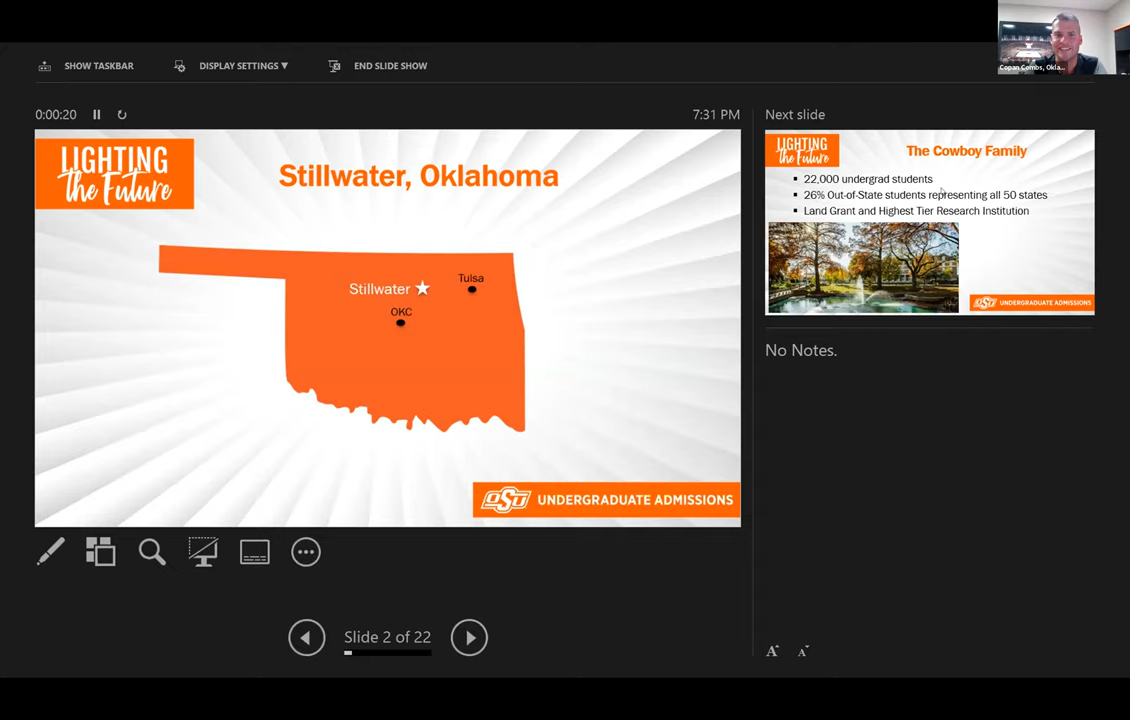 Copan Combs, Okla...
SHOW TASKBAR
DISPLAY SETTINGS ▼
END SLIDE SHOW
0:00:20
7:31 PM
Next slide
LIGHTING
the Future
Stillwater, Oklahoma
Stillwater
Tulsa
OKC
OSU UNDERGRADUATE ADMISSIONS
LIGHTING
the Future
The Cowboy Family
▪ 22,000 undergrad students
▪ 26% Out-of-State students representing all 50 states
▪ Land Grant and Highest Tier Research Institution
OSU UNDERGRADUATE ADMISSIONS
No Notes.
Slide 2 of 22
A A